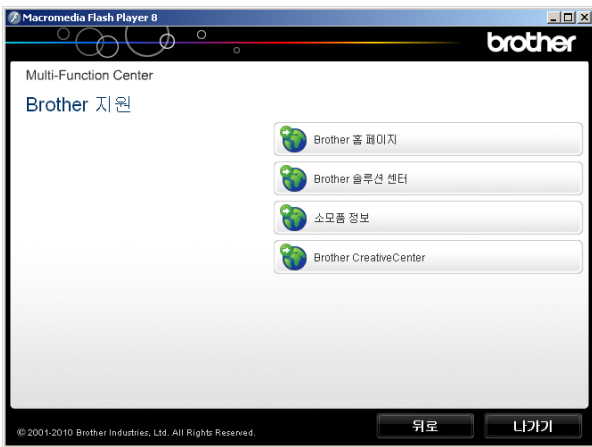 Macromedia Flash Player 8
brother
Multi-Function Center
Brother 지원
Brother 홈 페이지
Brother 솔루션 센터
소모품 정보
Brother CreativeCenter
© 2001-2010 Brother Industries, Ltd. All Rights Reserved.
뒤로
나가기